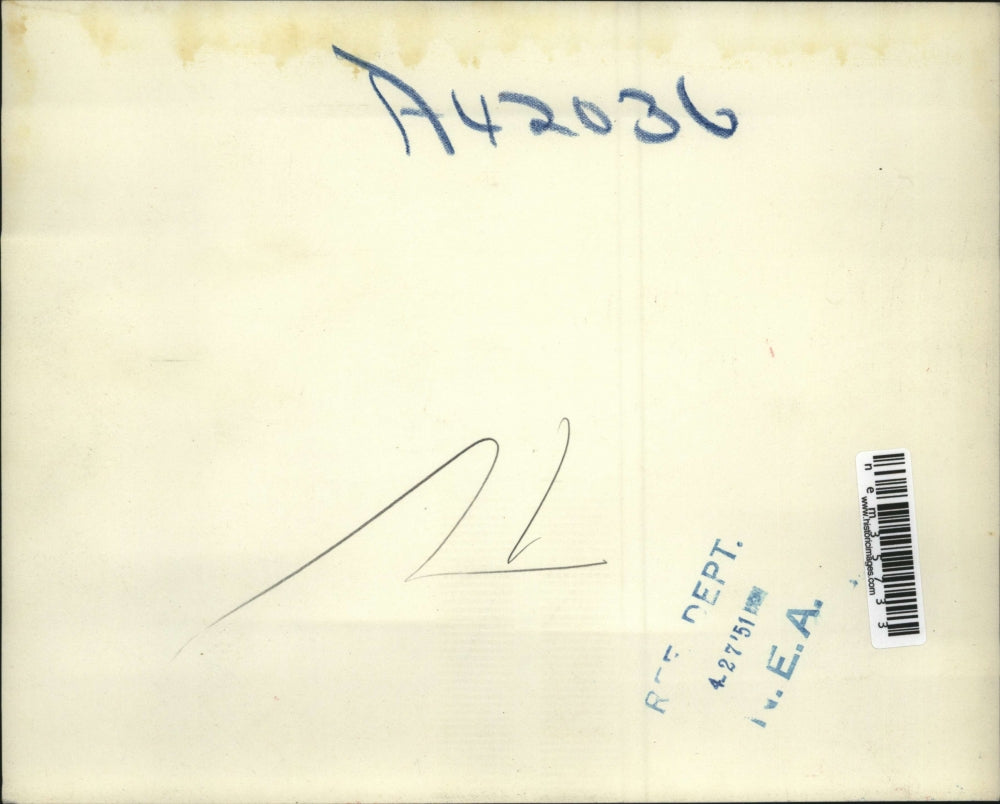 A42036
REF DEPT.
4-27'51
N.E.A.
www.historicimages.com